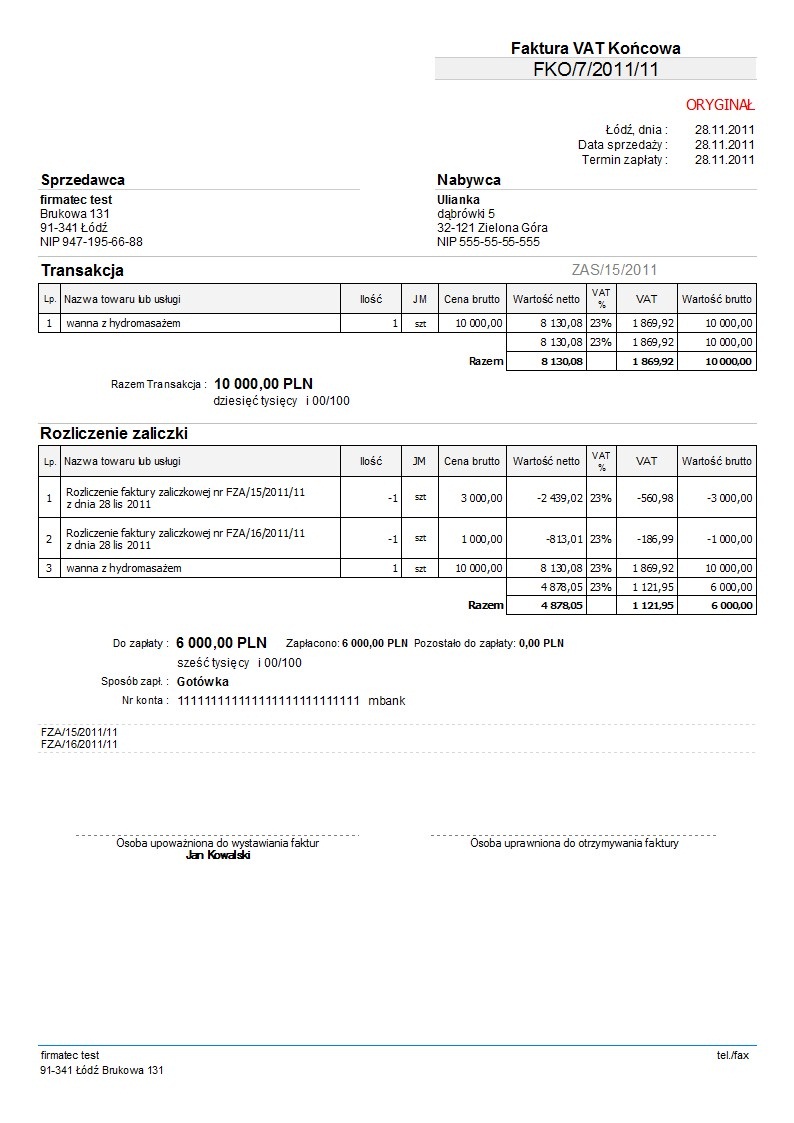 Faktura VAT Końcowa
FKO/7/2011/11
ORYGINAŁ
Łódź, dnia : 28.11.2011
Data sprzedaży : 28.11.2011
Termin zapłaty : 28.11.2011
Sprzedawca
firmatec test
Brukowa 131
91-341 Łódź
NIP 947-195-66-88
Nabywca
Ulianka
dąbrówki 5
32-121 Zielona Góra
NIP 555-55-55-555
Transakcja ZAS/15/2011
Lp. Nazwa towaru lub usługi Ilość JM Cena brutto Wartość netto VAT % VAT Wartość brutto
1 wanna z hydromasażem 1 szt 10 000,00 8 130,08 23% 1 869,92 10 000,00
8 130,08 23% 1 869,92 10 000,00
Razem 8 130,08 1 869,92 10 000,00
Razem Transakcja : 10 000,00 PLN
dziesięć tysięcy i 00/100
Rozliczenie zaliczki
Lp. Nazwa towaru lub usługi Ilość JM Cena brutto Wartość netto VAT % VAT Wartość brutto
1 Rozliczenie faktury zaliczkowej nr FZA/15/2011/11 -1 szt 3 000,00 -2 439,02 23% -560,98 -3 000,00
z dnia 28 lis 2011
2 Rozliczenie faktury zaliczkowej nr FZA/16/2011/11 -1 szt 1 000,00 -813,01 23% -186,99 -1 000,00
z dnia 28 lis 2011
3 wanna z hydromasażem 1 szt 10 000,00 8 130,08 23% 1 869,92 10 000,00
4 878,05 23% 1 121,95 6 000,00
Razem 4 878,05 1 121,95 6 000,00
Do zapłaty : 6 000,00 PLN Zapłacono: 6 000,00 PLN Pozostało do zapłaty: 0,00 PLN
sześć tysięcy i 00/100
Sposób zapł. : Gotówka
Nr konta : 11111111111111111111111111 mbank
FZA/15/2011/11
FZA/16/2011/11
Osoba upoważniona do wystawiania faktur
Jan Kowalski
Osoba uprawniona do otrzymywania faktury
firmatec test tel./fax
91-341 Łódź Brukowa 131